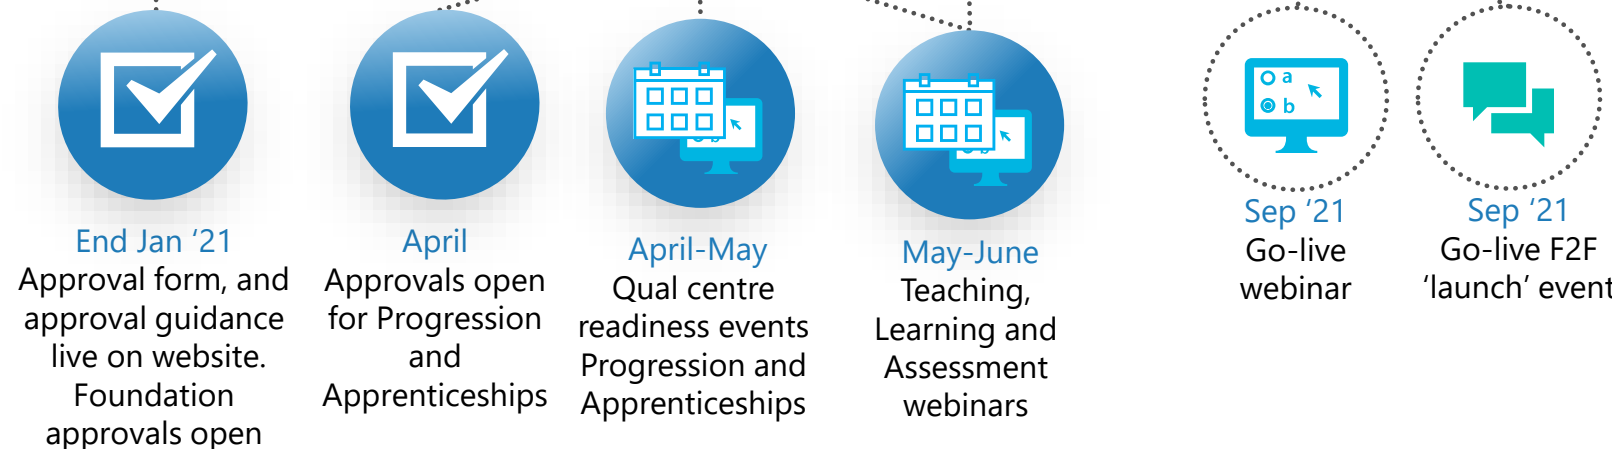 End Jan ‘21
Approval form, and
approval guidance
live on website.
Foundation
approvals open
April
Approvals open
for Progression
and
Apprenticeships
b
April-May
Qual centre
readiness events
Progression and
Apprenticeships
b
May-June
Teaching,
Learning and
Assessment
webinars
a
b
Sep ‘21
Go-live
webinar
Sep ‘21
Go-live F2F
‘launch’ event